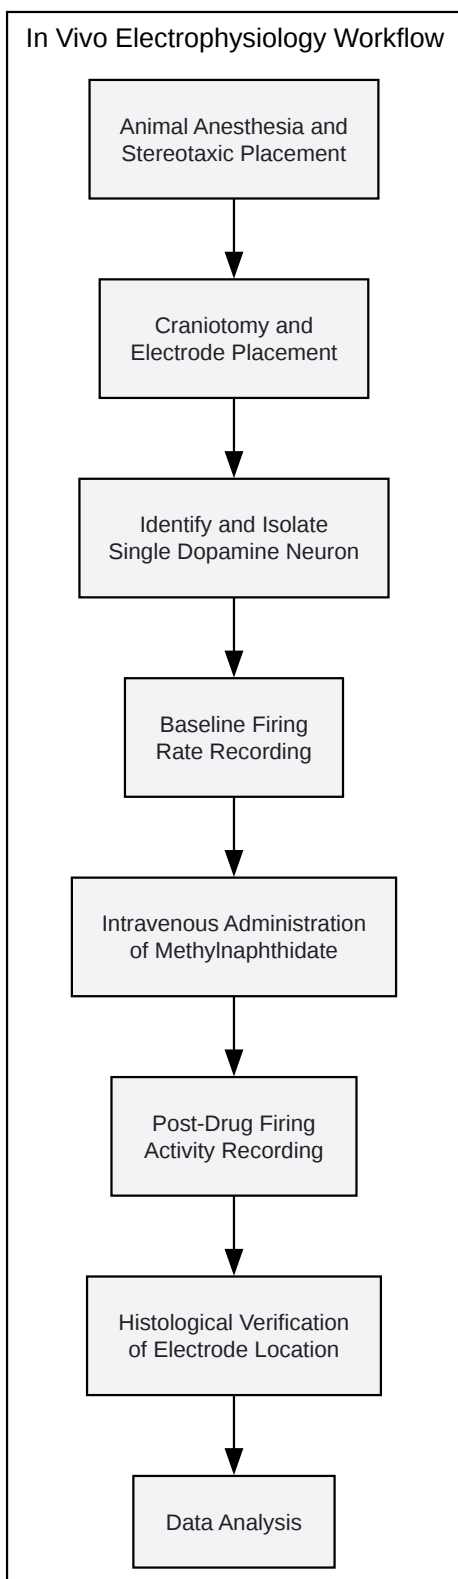 In Vivo Electrophysiology Workflow
Animal Anesthesia and
Stereotaxic Placement
Craniotomy and
Electrode Placement
Identify and Isolate
Single Dopamine Neuron
Baseline Firing
Rate Recording
Intravenous Administration
of Methylnaphthidate
Post-Drug Firing
Activity Recording
Histological Verification
of Electrode Location
Data Analysis